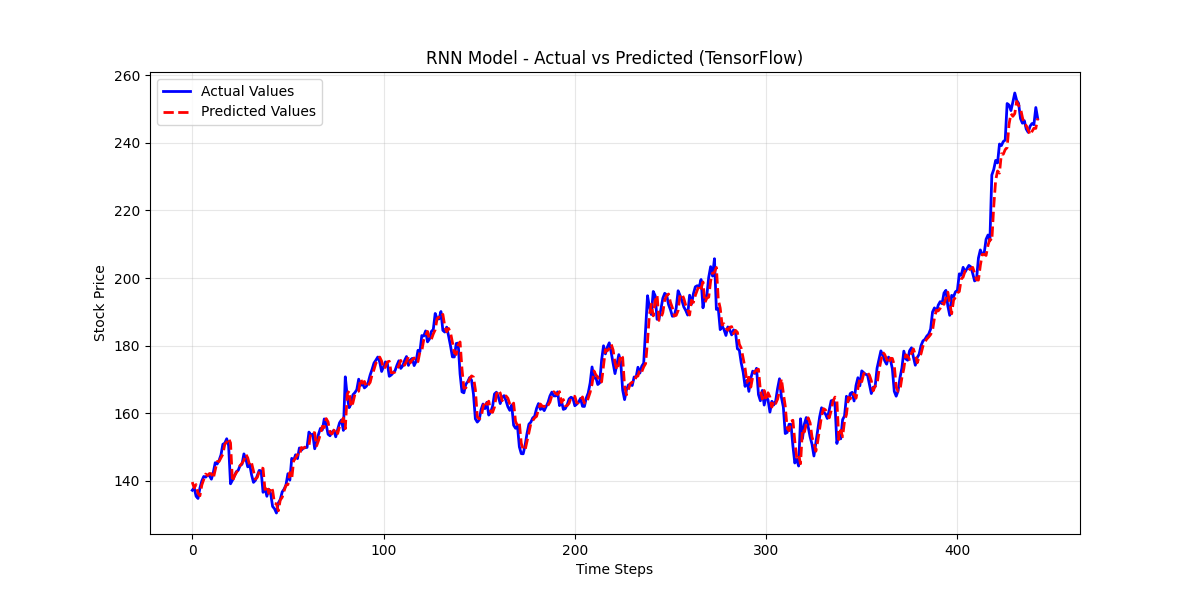 RNN Model - Actual vs Predicted (TensorFlow)
Actual Values
Predicted Values
Stock Price
260
240
220
200
180
160
140
0 100 200 300 400
Time Steps